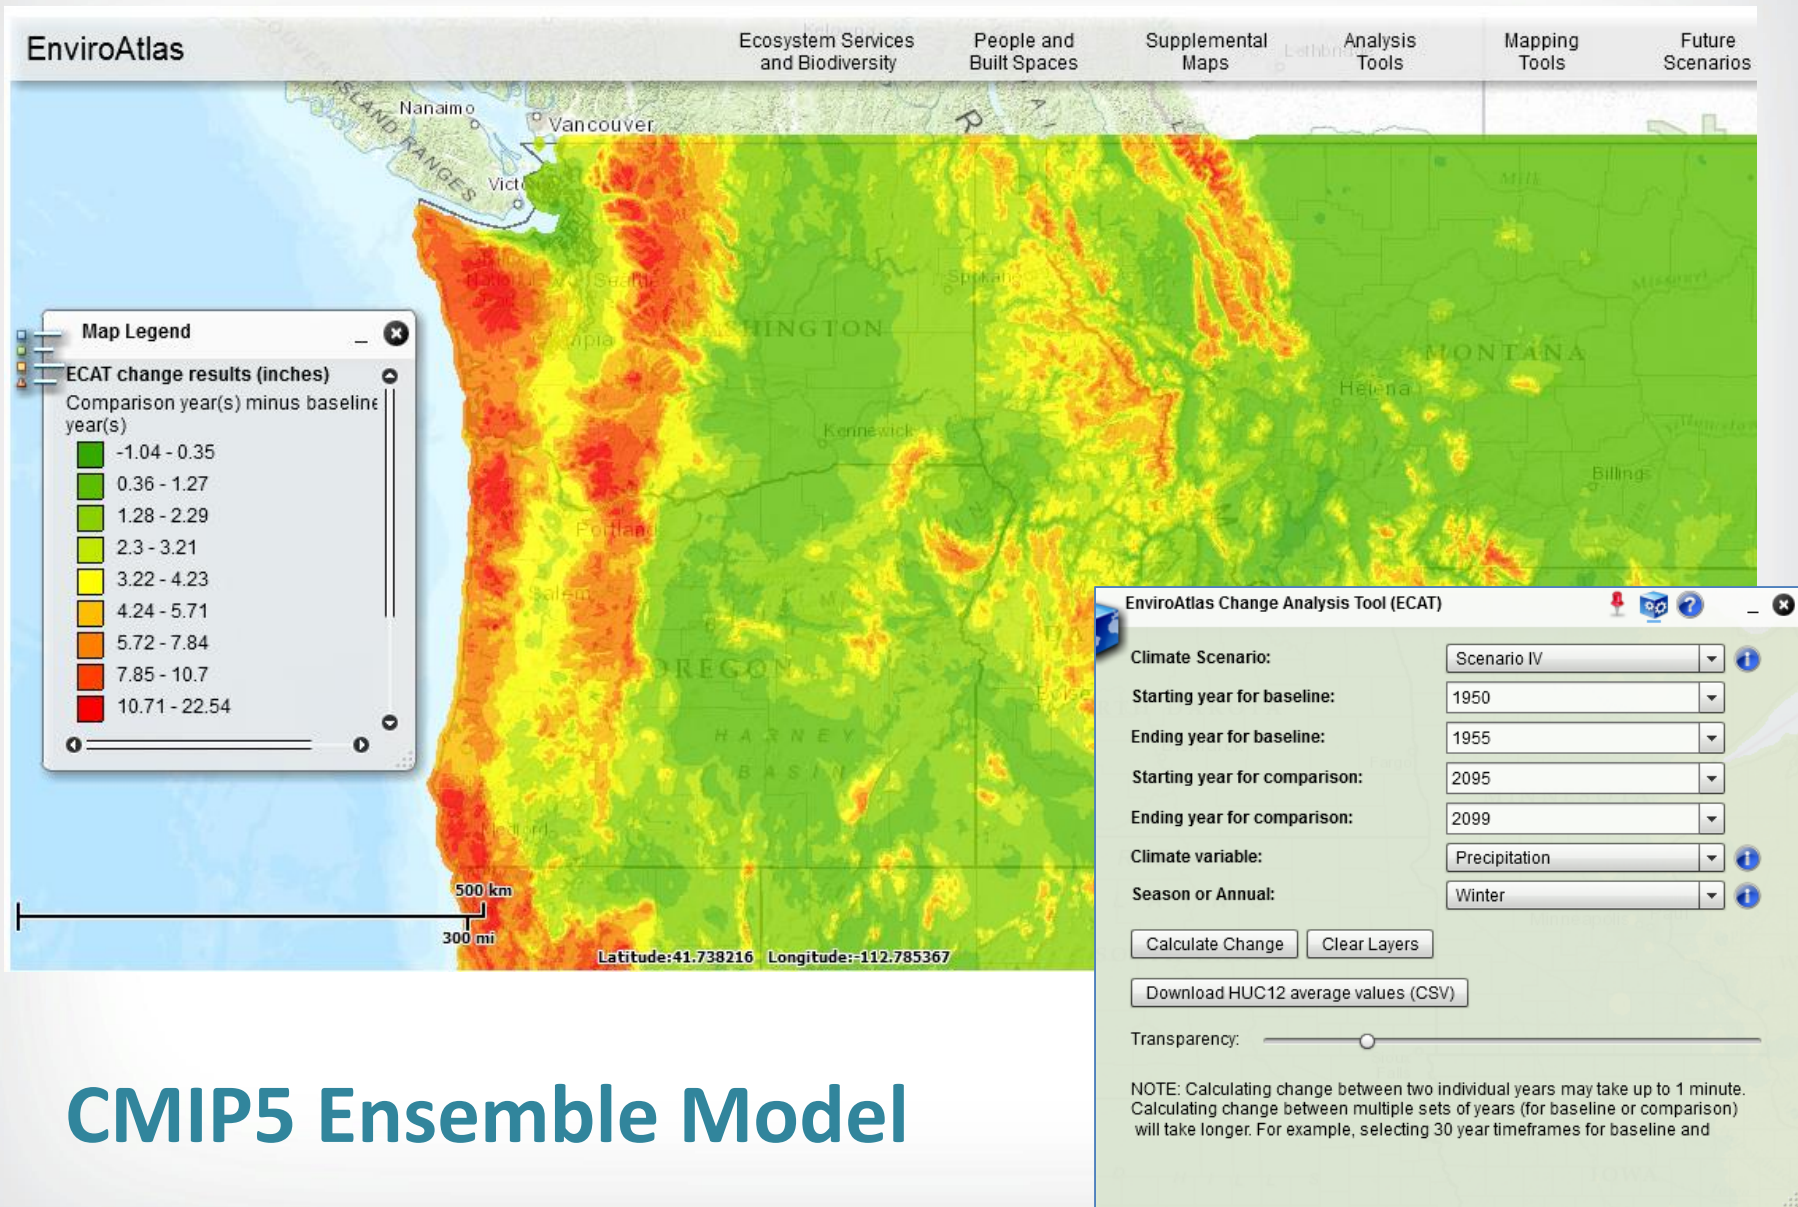 EnviroAtlas
Ecosystem Services
and Biodiversity
People and
Built Spaces
Supplemental
Maps
Analysis
Tools
Mapping
Tools
Future
Scenarios
Nanaimo
Vancouver
ISLAND RANGES
Spokane
Seattle
Kennewick
MONTANA
Helena
Billings
Portland
Salem
OREGON
HARNEY
BASIN
Medford
Map Legend
ECAT change results (inches)
Comparison year(s) minus baseline
year(s)
-1.04 - 0.35
0.36 - 1.27
1.28 - 2.29
2.3 - 3.21
3.22 - 4.23
4.24 - 5.71
5.72 - 7.84
7.85 - 10.7
10.71 - 22.54
500 km
300 mi
Latitude:41.738216 Longitude:-112.785367
EnviroAtlas Change Analysis Tool (ECAT)
Climate Scenario:
Scenario IV
Starting year for baseline:
1950
Ending year for baseline:
1955
Starting year for comparison:
2095
Ending year for comparison:
2099
Climate variable:
Precipitation
Season or Annual:
Winter
Calculate Change
Clear Layers
Download HUC12 average values (CSV)
Transparency:
NOTE: Calculating change between two individual years may take up to 1 minute.
Calculating change between multiple sets of years (for baseline or comparison)
will take longer. For example, selecting 30 year timeframes for baseline and
CMIP5 Ensemble Model